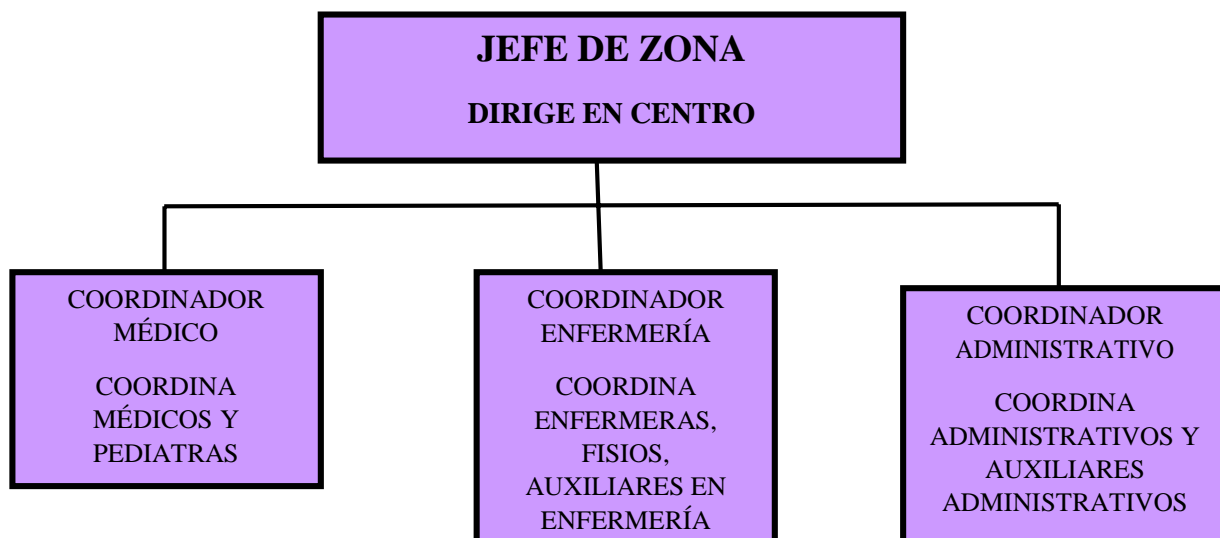 JEFE DE ZONA
DIRIGE EN CENTRO
COORDINADOR
MÉDICO
COORDINA
MÉDICOS Y
PEDIATRAS
COORDINADOR
ENFERMERÍA
COORDINA
ENFERMERAS,
FISIOS,
AUXILIARES EN
ENFERMERÍA
COORDINADOR
ADMINISTRATIVO
COORDINA
ADMINISTRATIVOS Y
AUXILIARES
ADMINISTRATIVOS